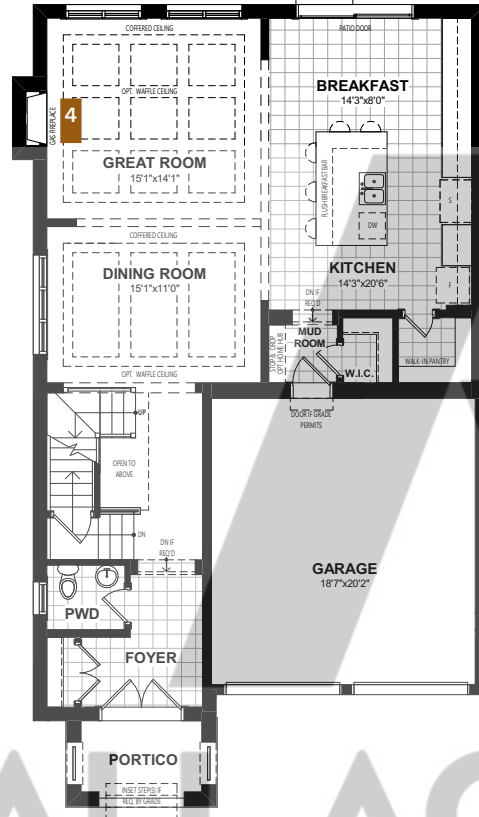 COFFERED CEILING
PATIO DOOR
BREAKFAST
14'3"x8'0"
OPT. WAFFLE CEILING
GAS FIREPLACE
4
GREAT ROOM
15'1"x14'1"
FLUSH BREAKFAST BAR
S
DW
COFFERED CEILING
KITCHEN
14'3"x20'6"
DINING ROOM
15'1"x11'0"
F
DN IF
REQ'D
MUD
ROOM
STOP & DROP
OPT. HOME HUB
W.I.C.
WALK-IN PANTRY
OPT. WAFFLE CEILING
UP
DOOR IF GRADE
PERMITS
OPEN TO
ABOVE
DN
DN IF
REQ'D
GARAGE
18'7"x20'2"
PWD
FOYER
PORTICO
INSET STEP(S) IF
REQ. BY GRADE